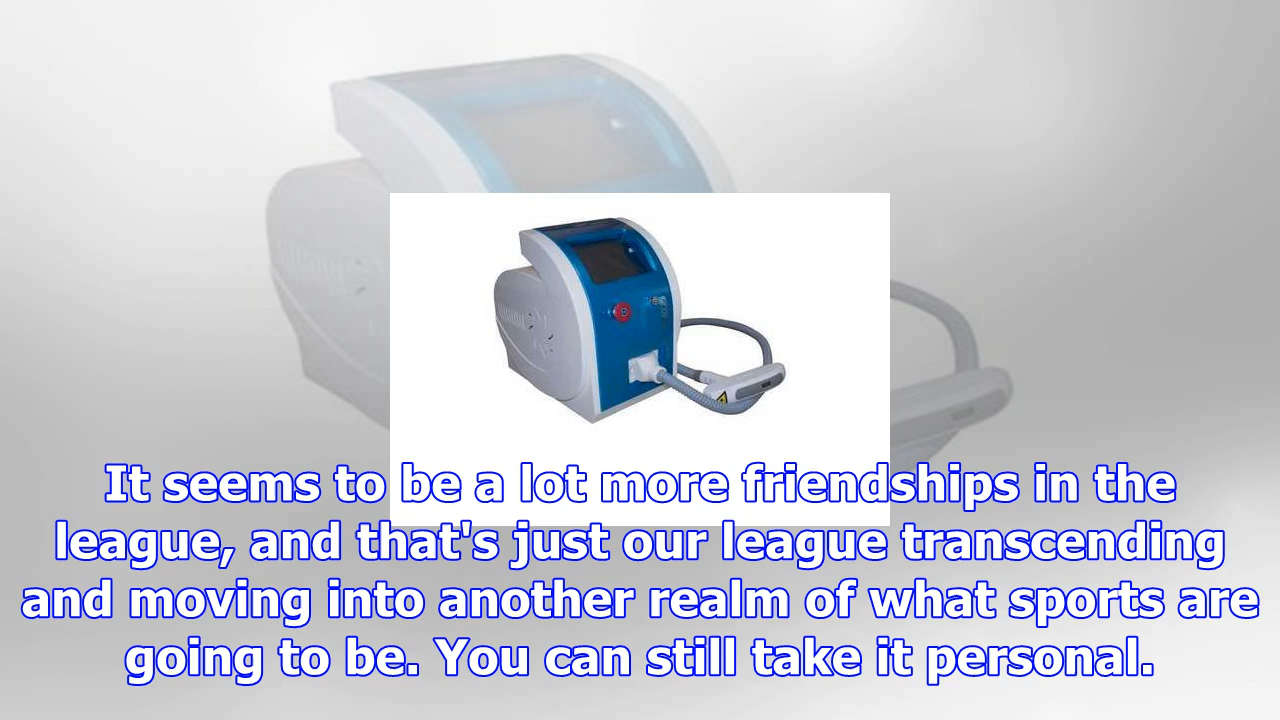 It seems to be a lot more friendships in the
league, and that's just our league transcending
and moving into another realm of what sports are
going to be. You can still take it personal.